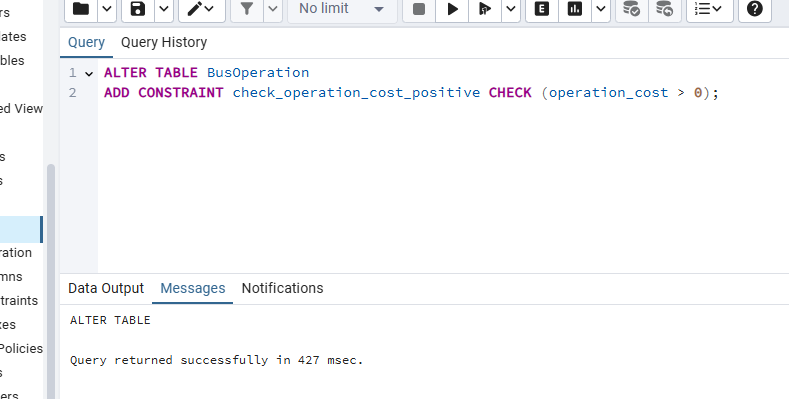 No limit
Query Query History
1 ALTER TABLE BusOperation
2 ADD CONSTRAINT check_operation_cost_positive CHECK (operation_cost > 0);
Data Output Messages Notifications
ALTER TABLE
Query returned successfully in 427 msec.
rs
lates
bles
ed View
s
s
ration
mns
traints
xes
Policies
s
ers